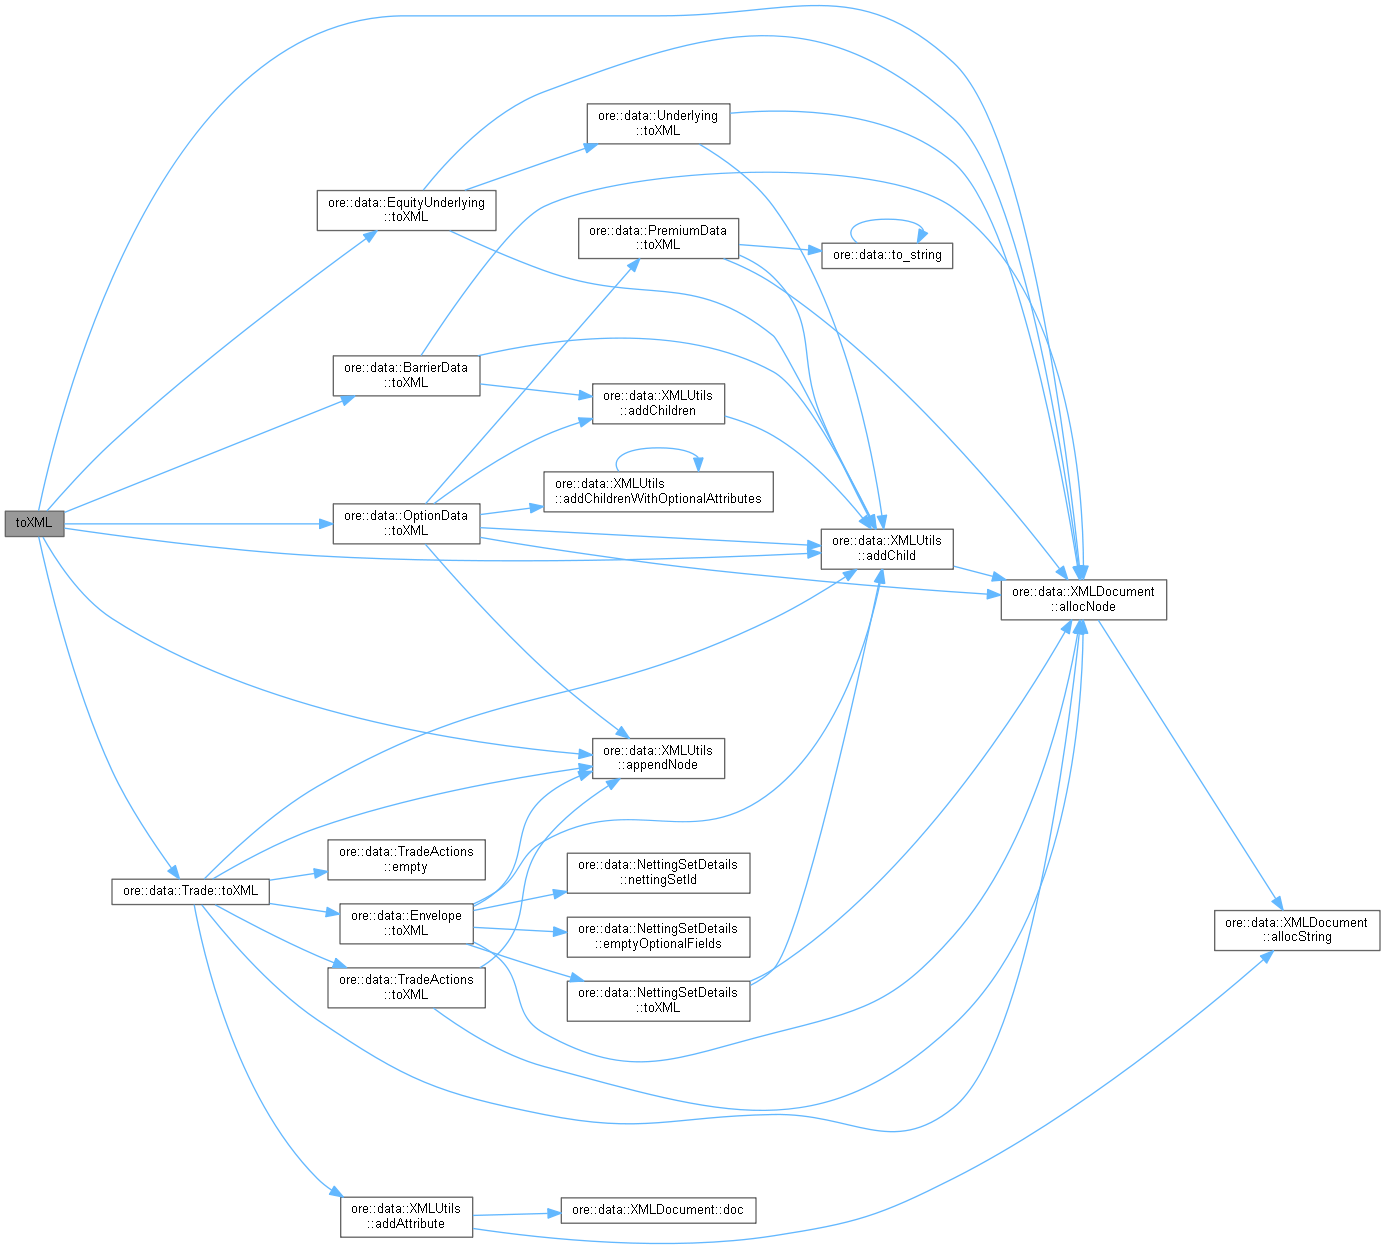 ore::data::Underlying
::toXML
ore::data::EquityUnderlying
::toXML
ore::data::PremiumData
::toXML
ore::data::to_string
ore::data::BarrierData
::toXML
ore::data::XMLUtils
::addChildren
ore::data::XMLUtils
::addChildrenWithOptionalAttributes
toXML
ore::data::OptionData
::toXML
ore::data::XMLUtils
::addChild
ore::data::XMLDocument
::allocNode
ore::data::XMLUtils
::appendNode
ore::data::TradeActions
::empty
ore::data::NettingSetDetails
::nettingSetId
ore::data::Trade::toXML
ore::data::Envelope
::toXML
ore::data::NettingSetDetails
::emptyOptionalFields
ore::data::XMLDocument
::allocString
ore::data::TradeActions
::toXML
ore::data::NettingSetDetails
::toXML
ore::data::XMLUtils
::addAttribute
ore::data::XMLDocument::doc